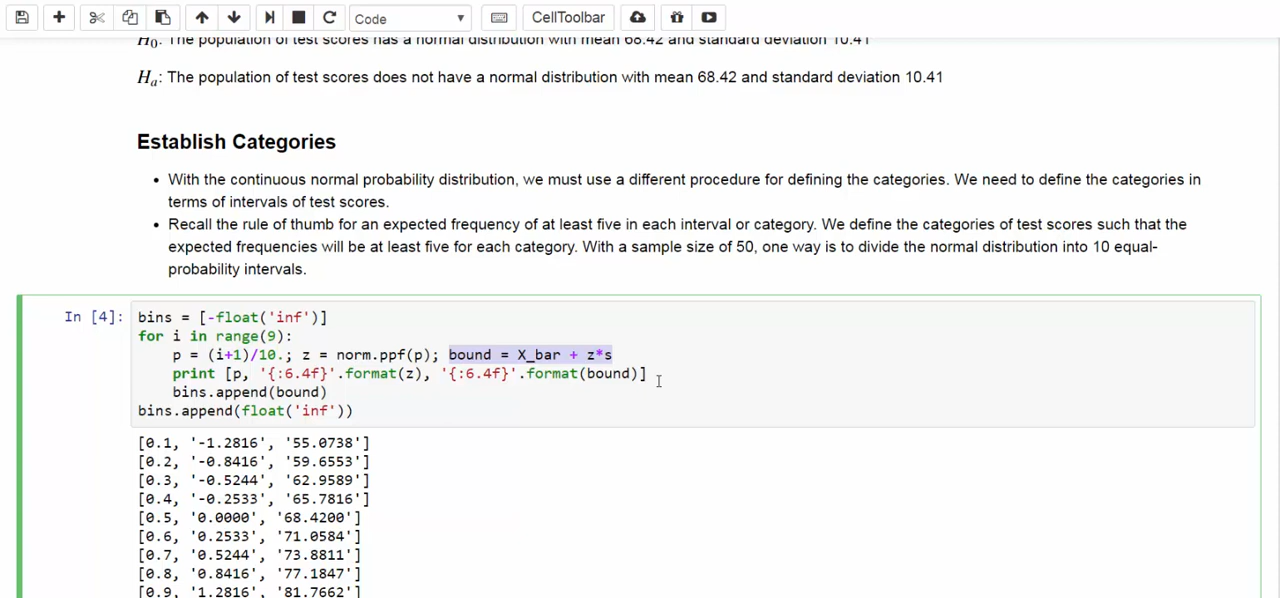 Code
CellToolbar
H0: The population of test scores has a normal distribution with mean 68.42 and standard deviation 10.41
Ha: The population of test scores does not have a normal distribution with mean 68.42 and standard deviation 10.41
Establish Categories
• With the continuous normal probability distribution, we must use a different procedure for defining the categories. We need to define the categories in
terms of intervals of test scores.
• Recall the rule of thumb for an expected frequency of at least five in each interval or category. We define the categories of test scores such that the
expected frequencies will be at least five for each category. With a sample size of 50, one way is to divide the normal distribution into 10 equal-
probability intervals.
In [4]: bins = [-float('inf')]
for i in range(9):
    p = (i+1)/10.; z = norm.ppf(p); bound = X_bar + z*s
    print [p, '{:6.4f}'.format(z), '{:6.4f}'.format(bound)]
    bins.append(bound)
bins.append(float('inf'))
[0.1, '-1.2816', '55.0738']
[0.2, '-0.8416', '59.6553']
[0.3, '-0.5244', '62.9589']
[0.4, '-0.2533', '65.7816']
[0.5, '0.0000', '68.4200']
[0.6, '0.2533', '71.0584']
[0.7, '0.5244', '73.8811']
[0.8, '0.8416', '77.1847']
[0.9, '1.2816', '81.7662']